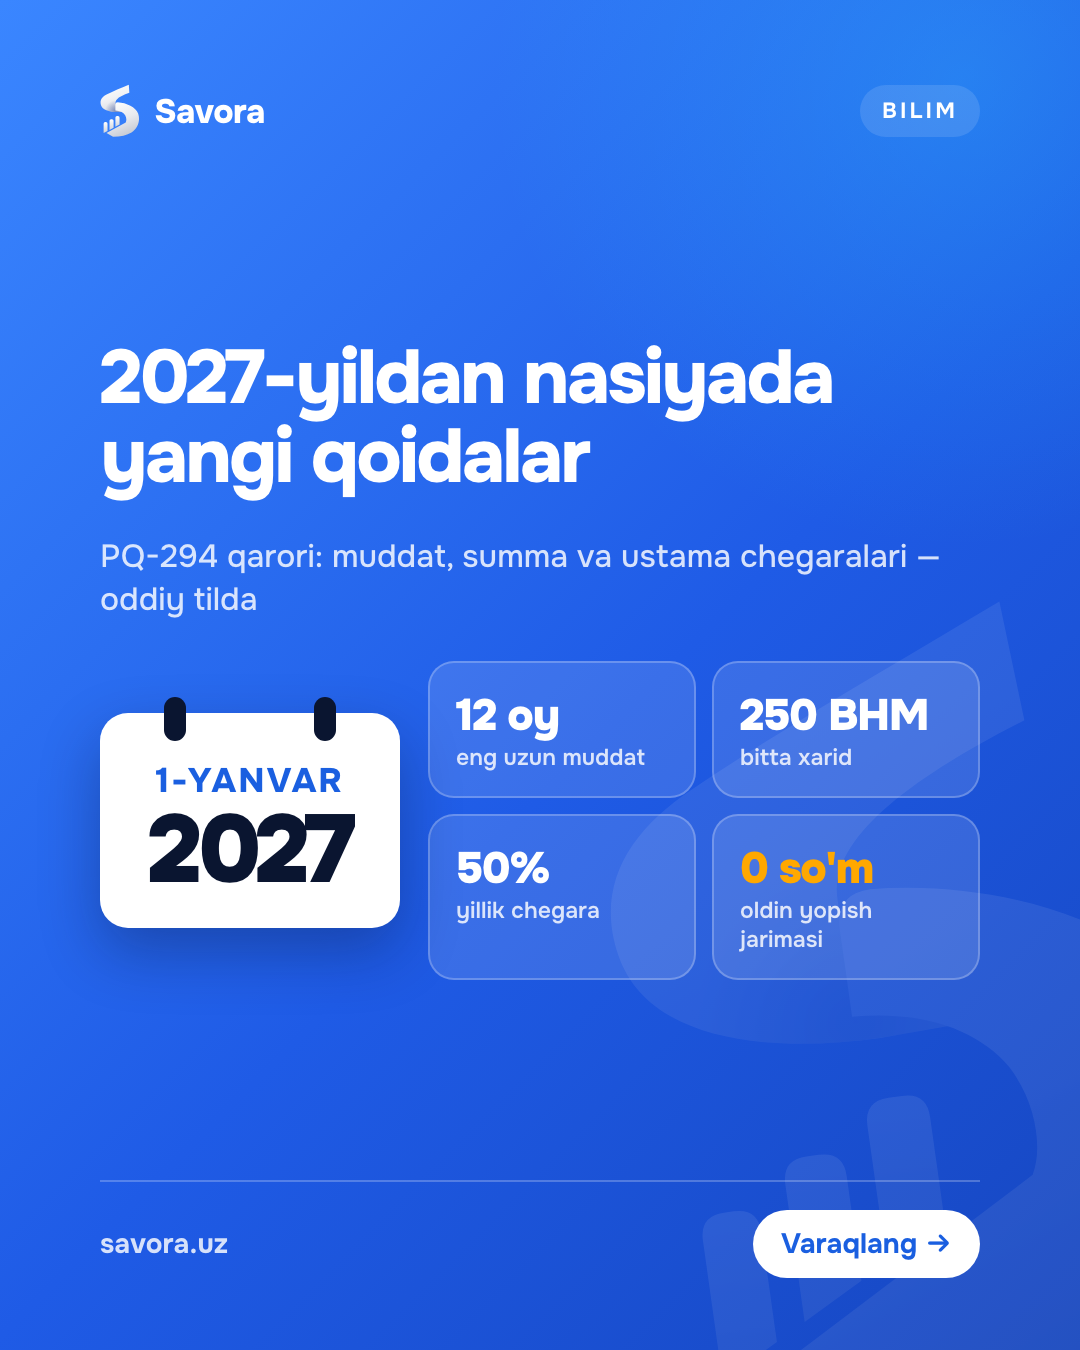 Savora
BILIM
2027-yildan nasiyada
yangi qoidalar
PQ-294 qarori: muddat, summa va ustama chegaralari —
oddiy tilda
1-YANVAR
2027
12 oy
eng uzun muddat
250 BHM
bitta xarid
50%
yillik chegara
0 so'm
oldin yopish
jarimasi
savora.uz
Varaqlang →